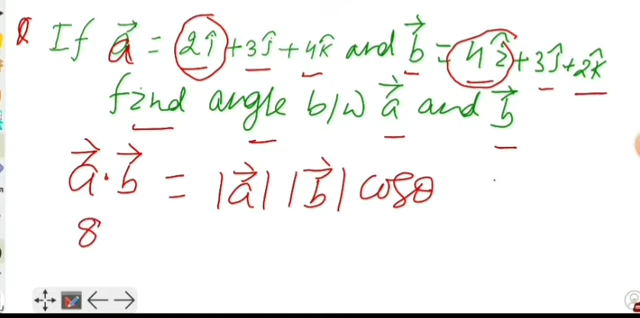 Q If a⃗ = 2î+3ĵ+4k̂ and b⃗ = 4î+3ĵ+2k̂
find angle b/w a⃗ and b⃗
a⃗.b⃗ = |a⃗| |b⃗| cosθ
8